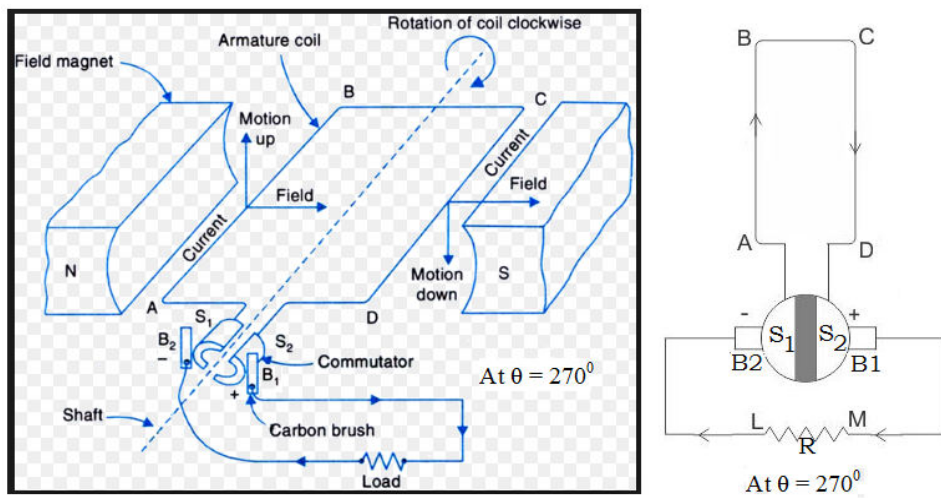 Rotation of coil clockwise
Armature coil
Field magnet
B
C
Motion
up
Current
Field
Field
Current
N
S
Motion
down
A
D
S1
S2
B2
−
B1
+
Commutator
At θ = 270⁰
Shaft
Carbon brush
Load
B
C
A
D
-
+
S1
S2
B2
B1
L
M
R
At θ = 270⁰